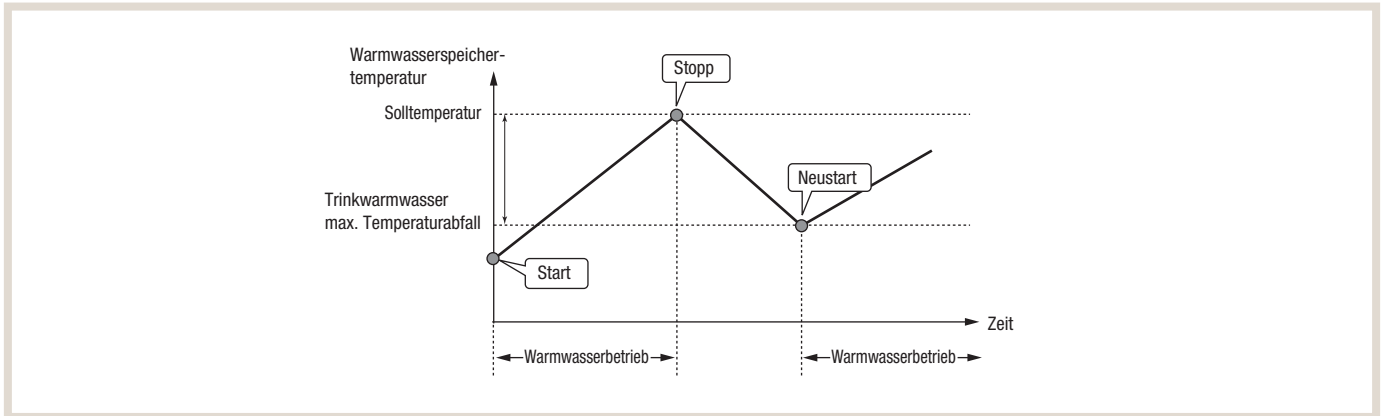 Warmwasserspeicher-
temperatur
Stopp
Solltemperatur
Neustart
Trinkwarmwasser
max. Temperaturabfall
Start
Zeit
Warmwasserbetrieb
Warmwasserbetrieb